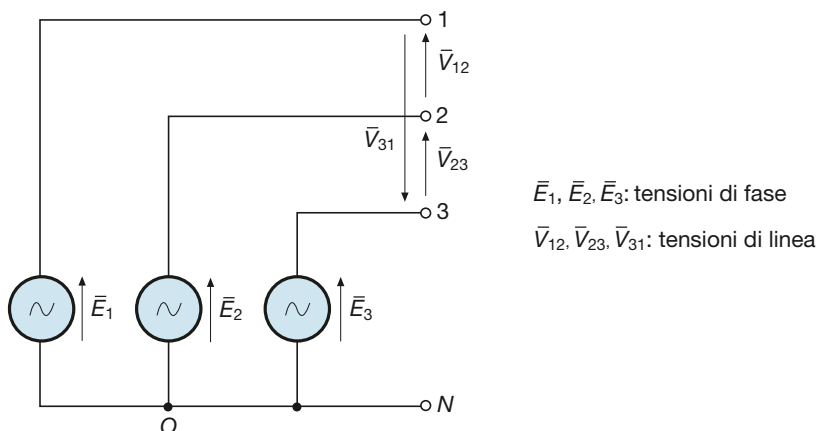 1
V̄₁₂
2
V̄₃₁
V̄₂₃
Ē₁, Ē₂, Ē₃: tensioni di fase
3
V̄₁₂, V̄₂₃, V̄₃₁: tensioni di linea
Ē₁
Ē₂
Ē₃
N
O